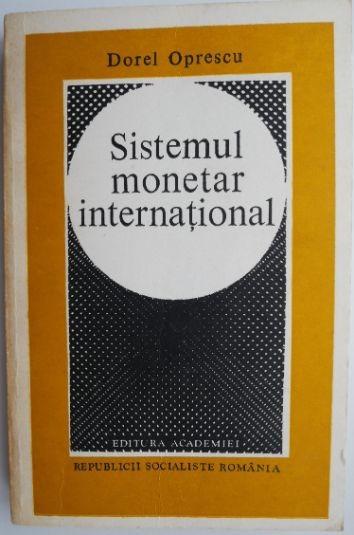 Dorel Oprescu
Sistemul
monetar
internațional
EDITURA ACADEMIEI
REPUBLICII SOCIALISTE ROMÂNIA